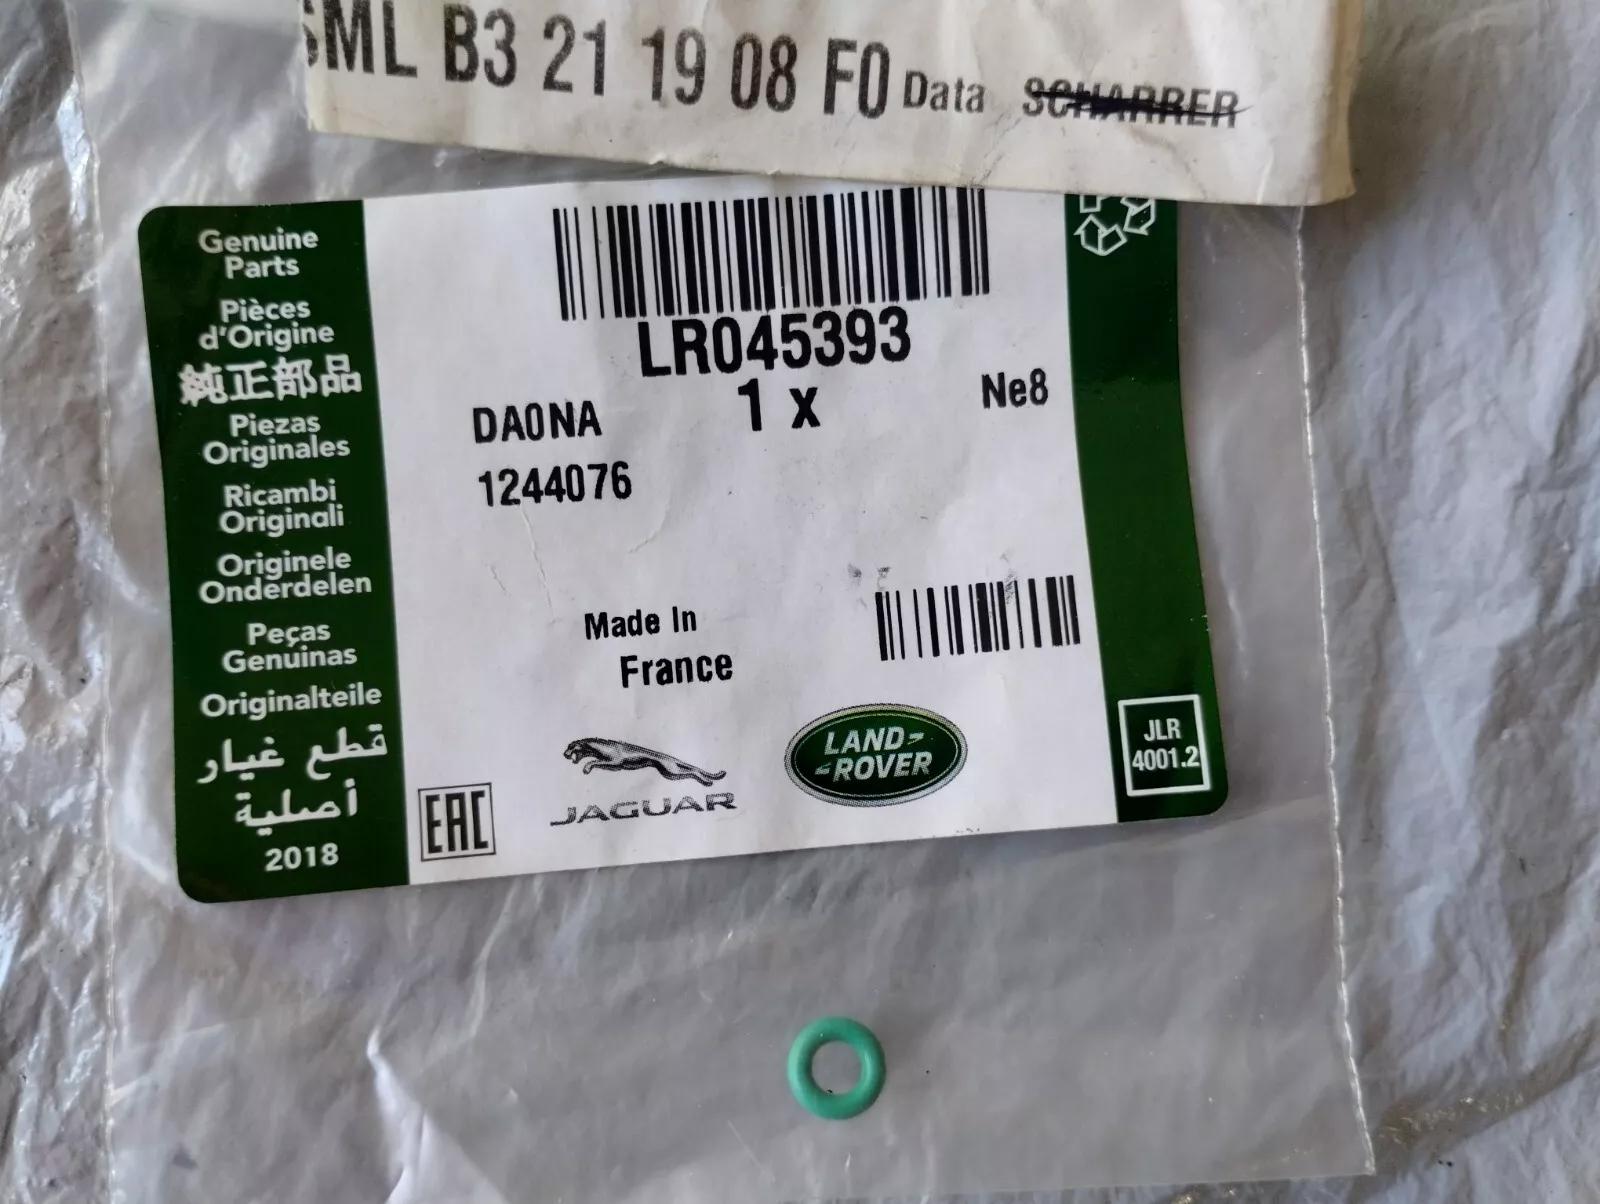 ML B3 21 19 08 F0 Data SCHARRER
Genuine
Parts
Pièces
d'Origine
純正部品
Piezas
Originales
Ricambi
Originali
Originele
Onderdelen
Peças
Genuinas
Originalteile
قطع غيار
أصلية
2018
LR045393
1 x
DA0NA
Ne8
1244076
Made In
France
EAC
JAGUAR
LAND-
-ROVER
JLR
4001.2